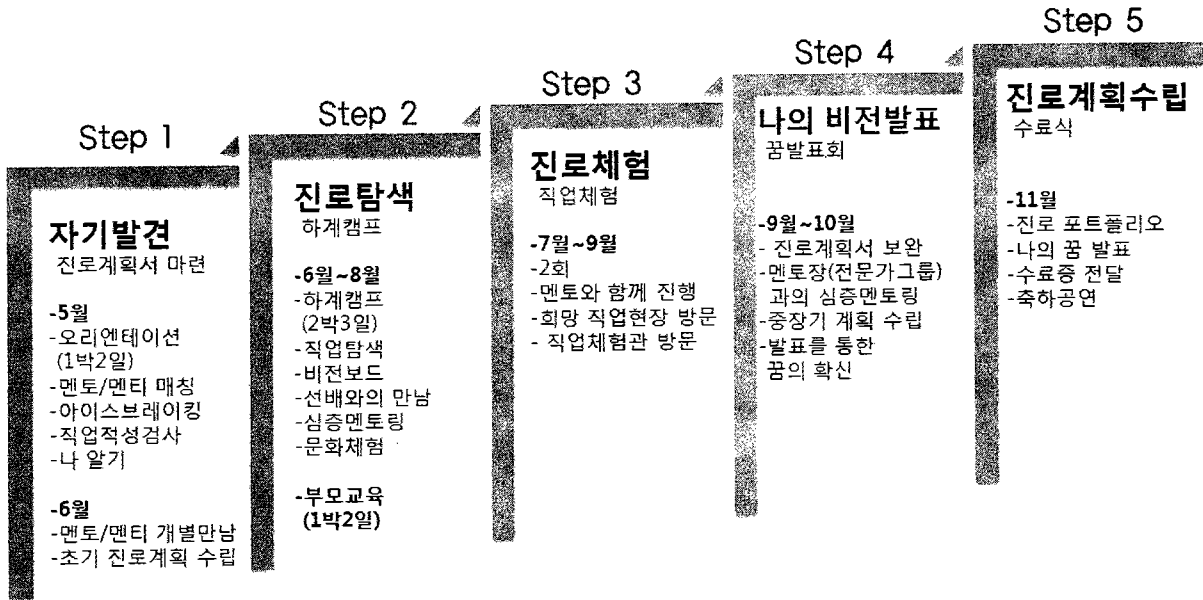 Step 1
자기발견
진로계획서 마련
-5월
-오리엔테이션
(1박2일)
-멘토/멘티 매칭
-아이스브레이킹
-직업적성검사
-나 알기
-6월
-멘토/멘티 개별만남
-초기 진로계획 수립
Step 2
진로탐색
하계캠프
-6월~8월
-하계캠프
(2박3일)
-직업탐색
-비전보드
-선배와의 만남
-심층멘토링
-문화체험
-부모교육
(1박2일)
Step 3
진로체험
직업체험
-7월~9월
-2회
-멘토와 함께 진행
-희망 직업현장 방문
- 직업체험관 방문
Step 4
나의 비전발표
꿈발표회
-9월~10월
- 진로계획서 보완
-멘토장(전문가그룹)
과의 심층멘토링
-중장기 계획 수립
-발표를 통한
꿈의 확신
Step 5
진로계획수립
수료식
-11월
-진로 포트폴리오
-나의 꿈 발표
-수료증 전달
-축하공연